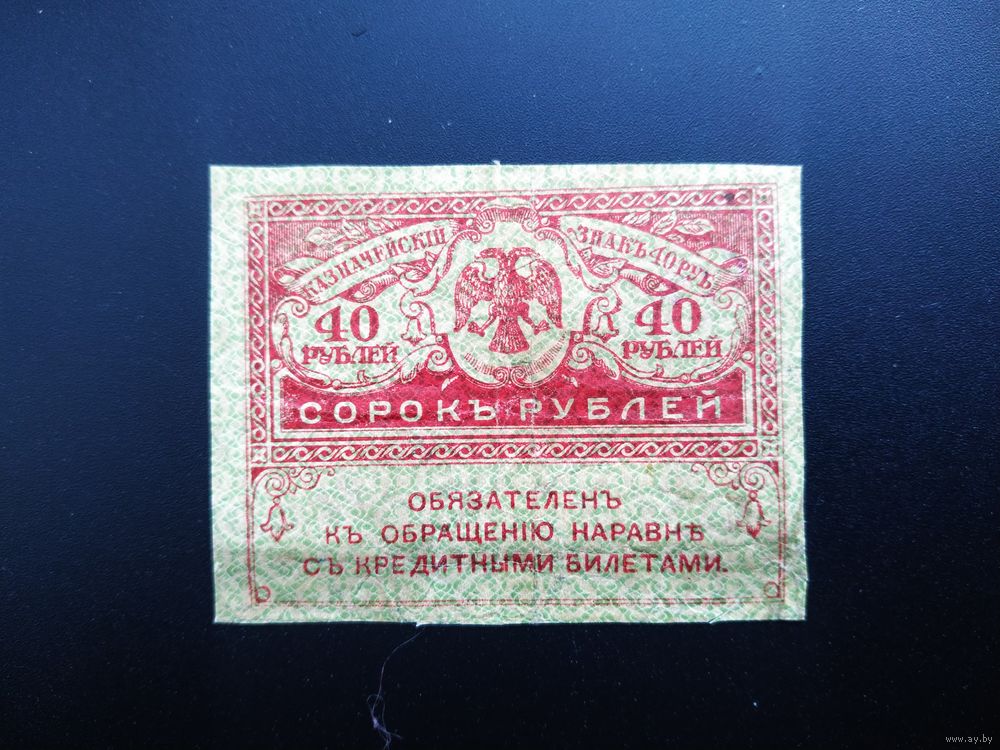 КАЗНАЧЕЙСКІЙ ЗНАКЪ 40 РУБ.
40 РУБЛЕЙ 40 РУБЛЕЙ
СОРОКЪ РУБЛЕЙ
ОБЯЗАТЕЛЕНЪ
КЪ ОБРАЩЕНІЮ НАРАВНѢ
СЪ КРЕДИТНЫМИ БИЛЕТАМИ.
www.ay.by